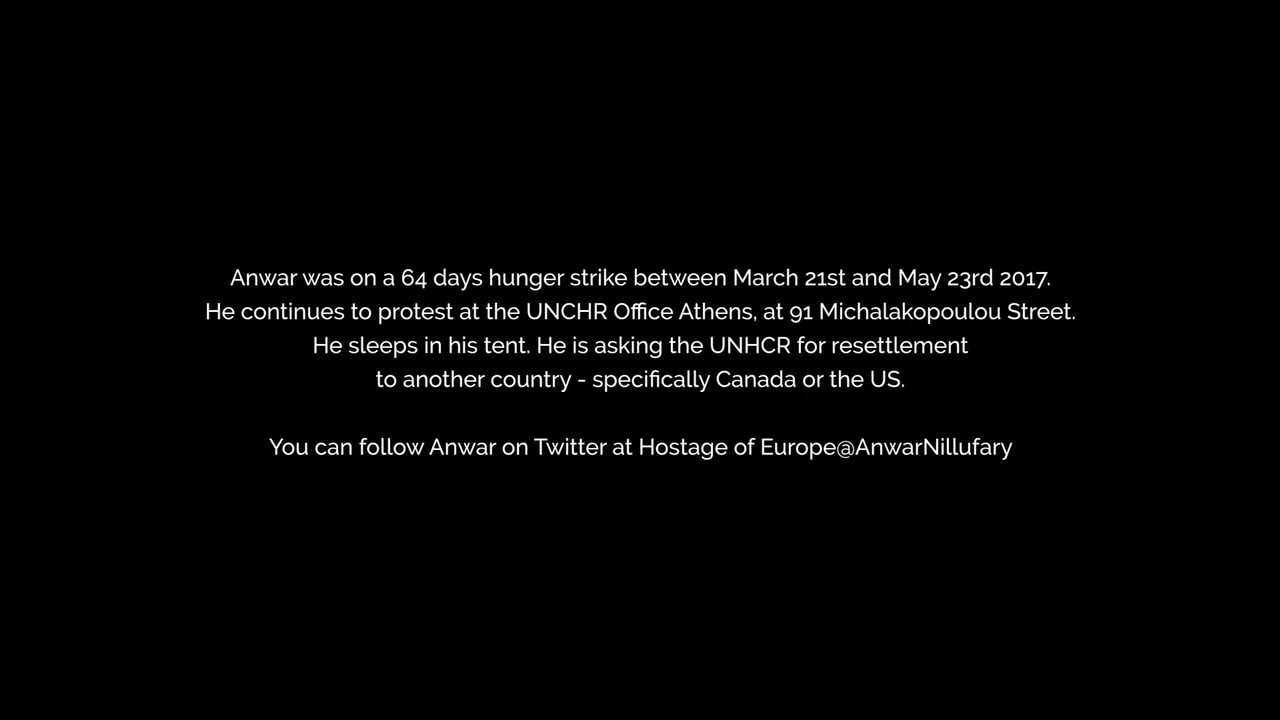 Anwar was on a 64 days hunger strike between March 21st and May 23rd 2017.
He continues to protest at the UNCHR Office Athens, at 91 Michalakopoulou Street.
He sleeps in his tent. He is asking the UNHCR for resettlement
to another country - specifically Canada or the US.
You can follow Anwar on Twitter at Hostage of Europe@AnwarNillufary